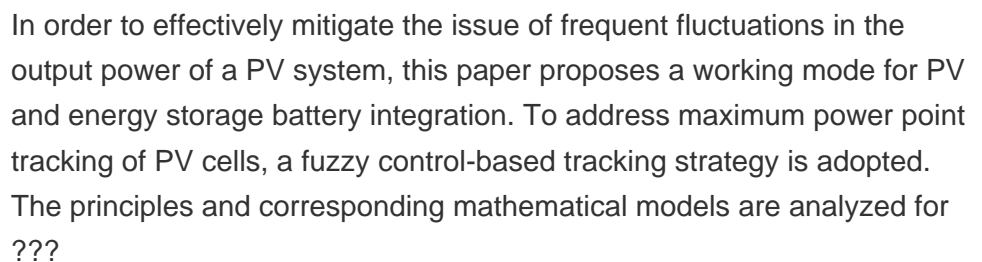 In order to effectively mitigate the issue of frequent fluctuations in the
output power of a PV system, this paper proposes a working mode for PV
and energy storage battery integration. To address maximum power point
tracking of PV cells, a fuzzy control-based tracking strategy is adopted.
The principles and corresponding mathematical models are analyzed for
???